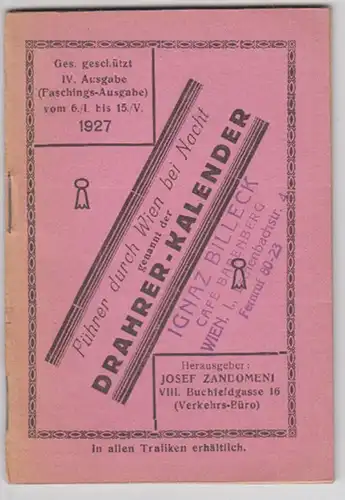 Ges. geschützt
IV. Ausgabe
(Faschings-Ausgabe)
vom 6./I. bis 15./V.
1927
Führer durch Wien bei Nacht
genannt der
DRAHRER-KALENDER
IGNAZ BILLECK
CAFE BABENBERG
WIEN, I.,
Fernruf 80-23
Herausgeber:
JOSEF ZANDOMENI
VIII. Buchfeldgasse 16
(Verkehrs-Büro)
In allen Trafiken erhältlich.